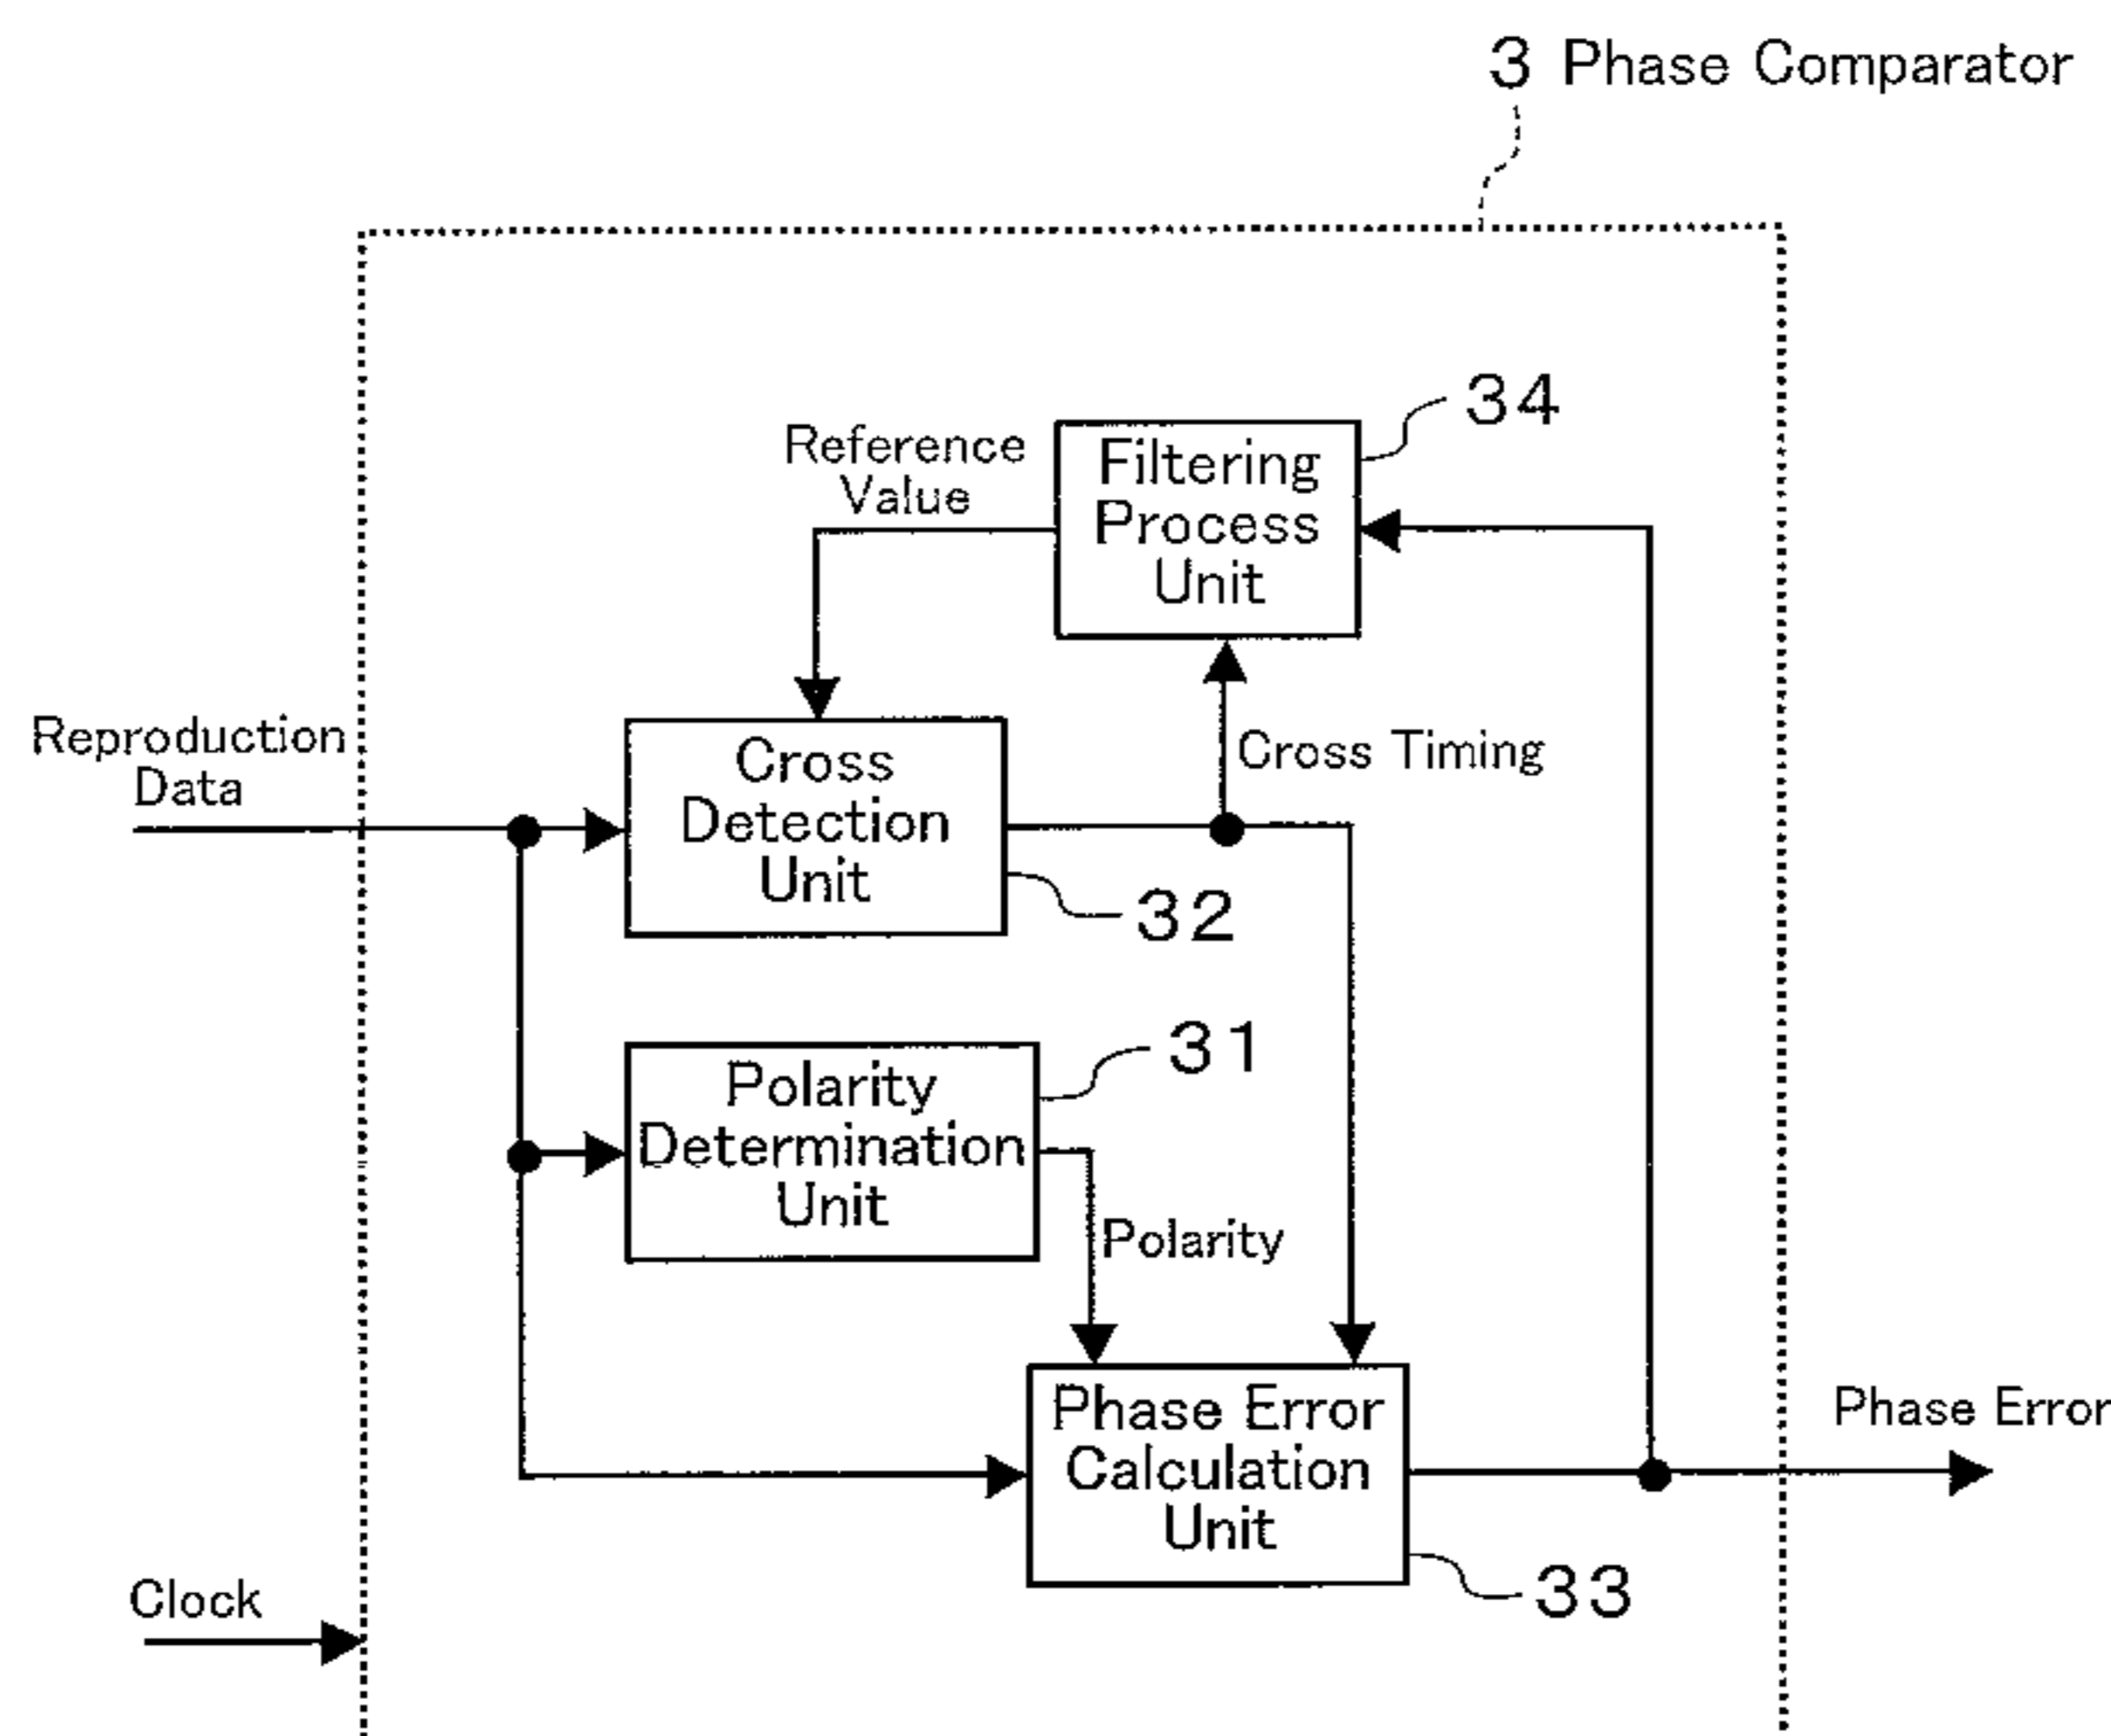 3 Phase Comparator
34
Reference
Value
Filtering
Process
Unit
Reproduction
Data
Cross
Detection
Unit
Cross Timing
32
31
Polarity
Determination
Unit
Polarity
Phase Error
Calculation
Unit
Phase Error
33
Clock